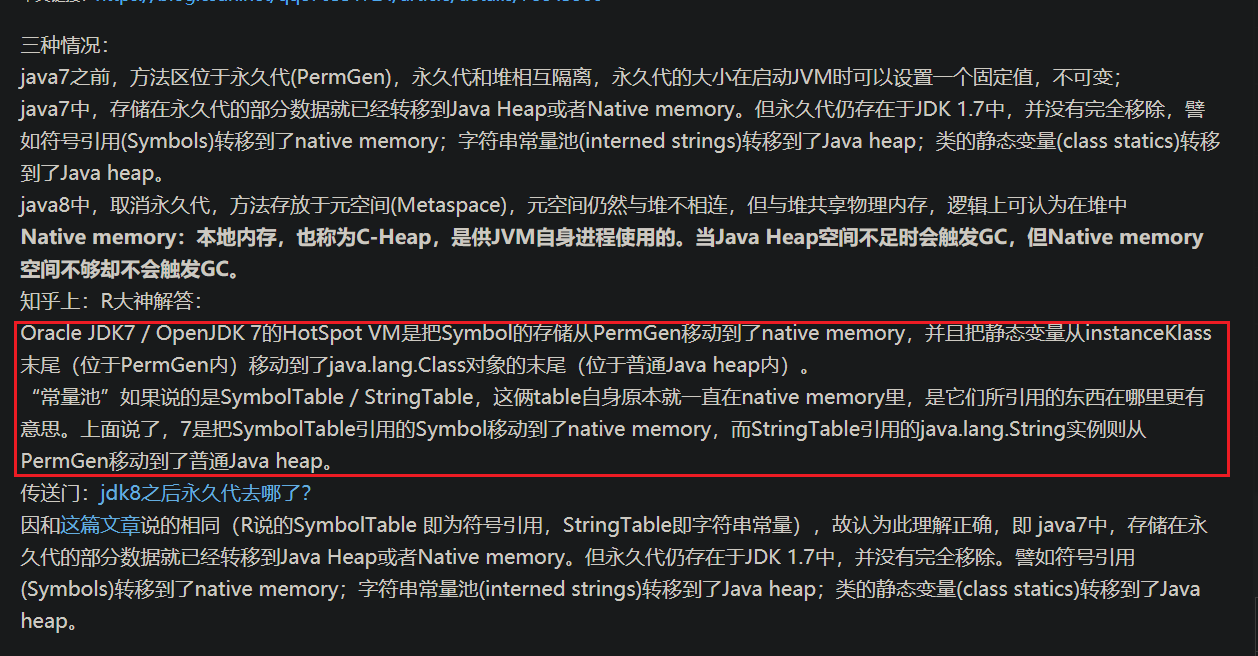 三种情况：
java7之前，方法区位于永久代(PermGen)，永久代和堆相互隔离，永久代的大小在启动JVM时可以设置一个固定值，不可变；
java7中，存储在永久代的部分数据就已经转移到Java Heap或者Native memory。但永久代仍存在于JDK 1.7中，并没有完全移除，譬
如符号引用(Symbols)转移到了native memory；字符串常量池(interned strings)转移到了Java heap；类的静态变量(class statics)转移
到了Java heap。
java8中，取消永久代，方法存放于元空间(Metaspace)，元空间仍然与堆不相连，但与堆共享物理内存，逻辑上可认为在堆中
Native memory：本地内存，也称为C-Heap，是供JVM自身进程使用的。当Java Heap空间不足时会触发GC，但Native memory
空间不够却不会触发GC。
知乎上：R大神解答：
Oracle JDK7 / OpenJDK 7的HotSpot VM是把Symbol的存储从PermGen移动到了native memory，并且把静态变量从instanceKlass
末尾（位于PermGen内）移动到了java.lang.Class对象的末尾（位于普通Java heap内）。
“常量池”如果说的是SymbolTable / StringTable，这俩table自身原本就一直在native memory里，是它们所引用的东西在哪里更有
意思。上面说了，7是把SymbolTable引用的Symbol移动到了native memory，而StringTable引用的java.lang.String实例则从
PermGen移动到了普通Java heap。
传送门：jdk8之后永久代去哪了？
因和这篇文章说的相同（R说的SymbolTable 即为符号引用，StringTable即字符串常量），故认为此理解正确，即 java7中，存储在永
久代的部分数据就已经转移到Java Heap或者Native memory。但永久代仍存在于JDK 1.7中，并没有完全移除。譬如符号引用
(Symbols)转移到了native memory；字符串常量池(interned strings)转移到了Java heap；类的静态变量(class statics)转移到了Java
heap。